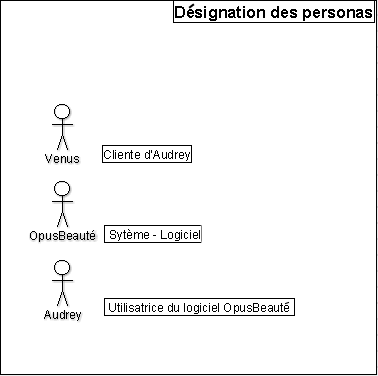 Désignation des personas
Venus
Cliente d'Audrey
OpusBeauté
Sytème - Logiciel
Audrey
Utilisatrice du logiciel OpusBeauté